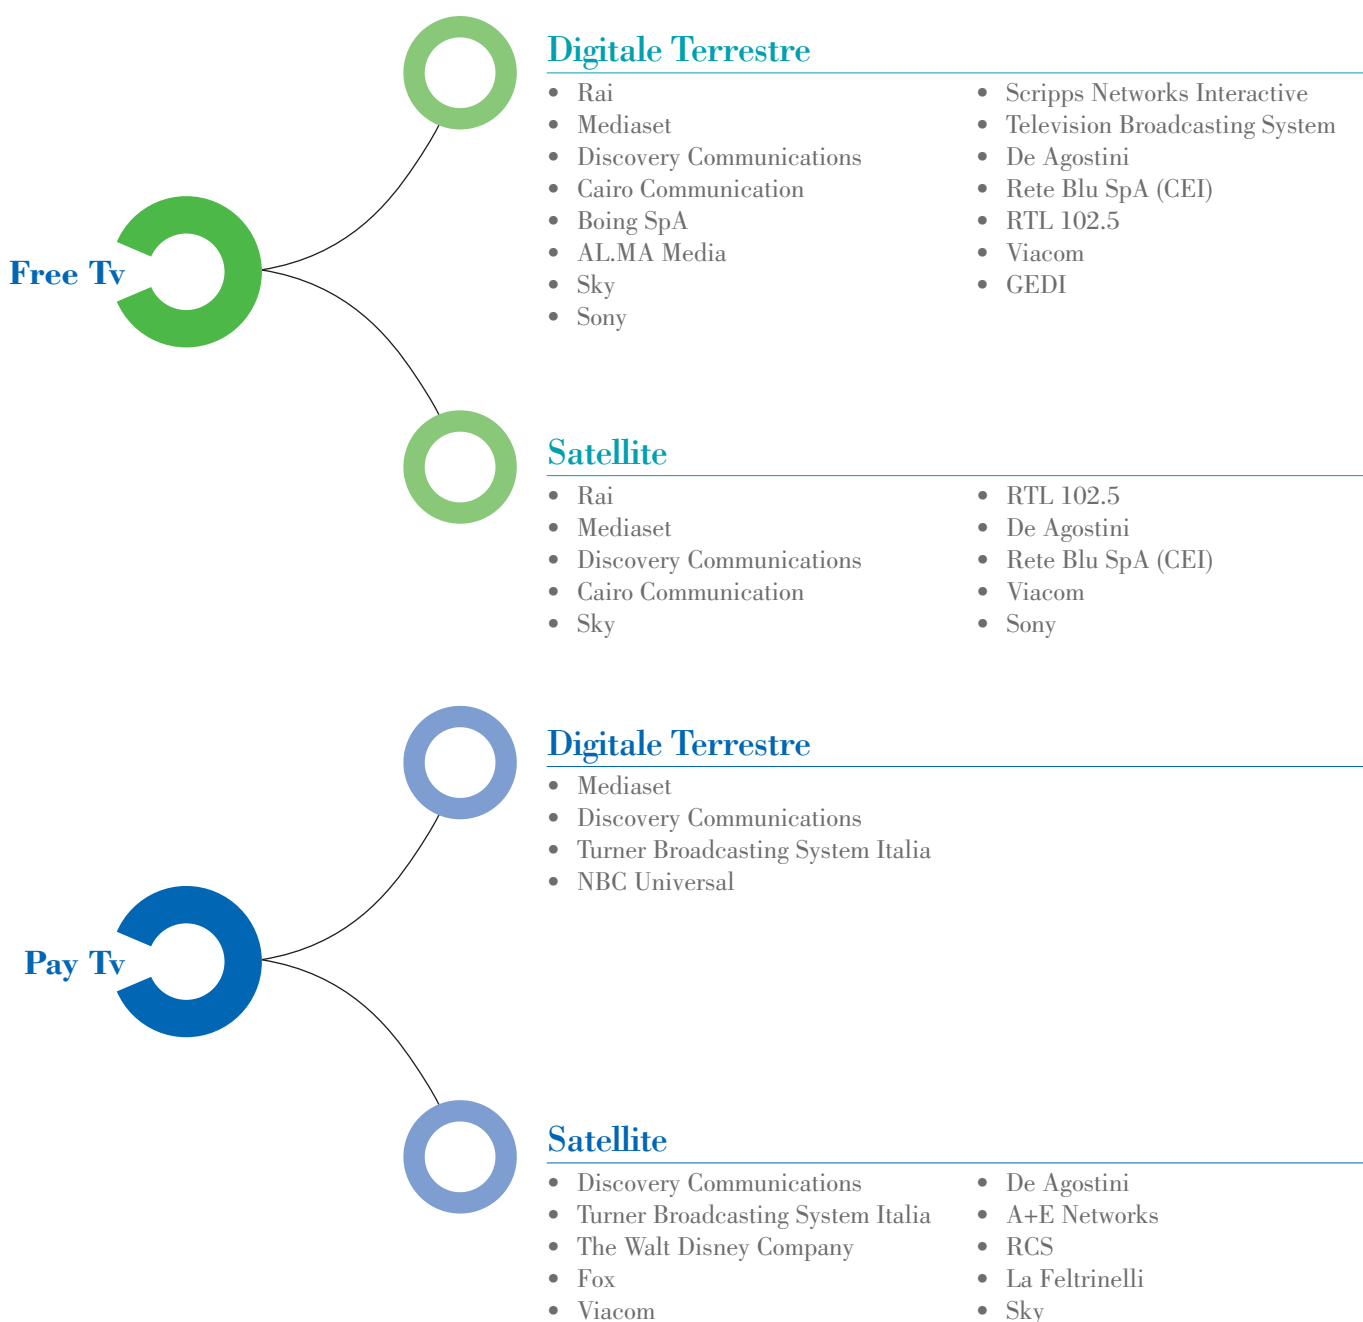 Free Tv
Digitale Terrestre
• Rai
• Mediaset
• Discovery Communications
• Cairo Communication
• Boing SpA
• AL.MA Media
• Sky
• Sony
• Scripps Networks Interactive
• Television Broadcasting System
• De Agostini
• Rete Blu SpA (CEI)
• RTL 102.5
• Viacom
• GEDI
Satellite
• Rai
• Mediaset
• Discovery Communications
• Cairo Communication
• Sky
• RTL 102.5
• De Agostini
• Rete Blu SpA (CEI)
• Viacom
• Sony
Pay Tv
Digitale Terrestre
• Mediaset
• Discovery Communications
• Turner Broadcasting System Italia
• NBC Universal
Satellite
• Discovery Communications
• Turner Broadcasting System Italia
• The Walt Disney Company
• Fox
• Viacom
• De Agostini
• A+E Networks
• RCS
• La Feltrinelli
• Sky